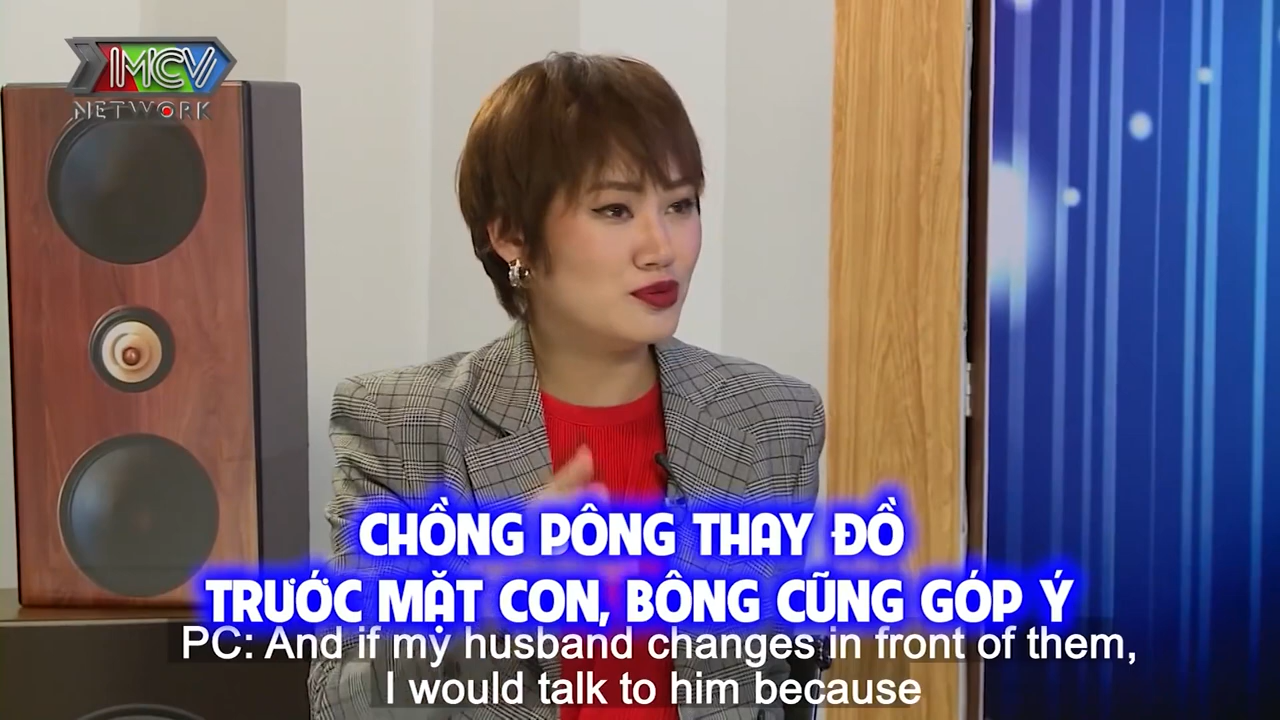 MCV
NETWORK
CHỒNG PÔNG THAY ĐỒ
TRƯỚC MẶT CON, BÔNG CŨNG GÓP Ý
PC: And if my husband changes in front of them,
I would talk to him because